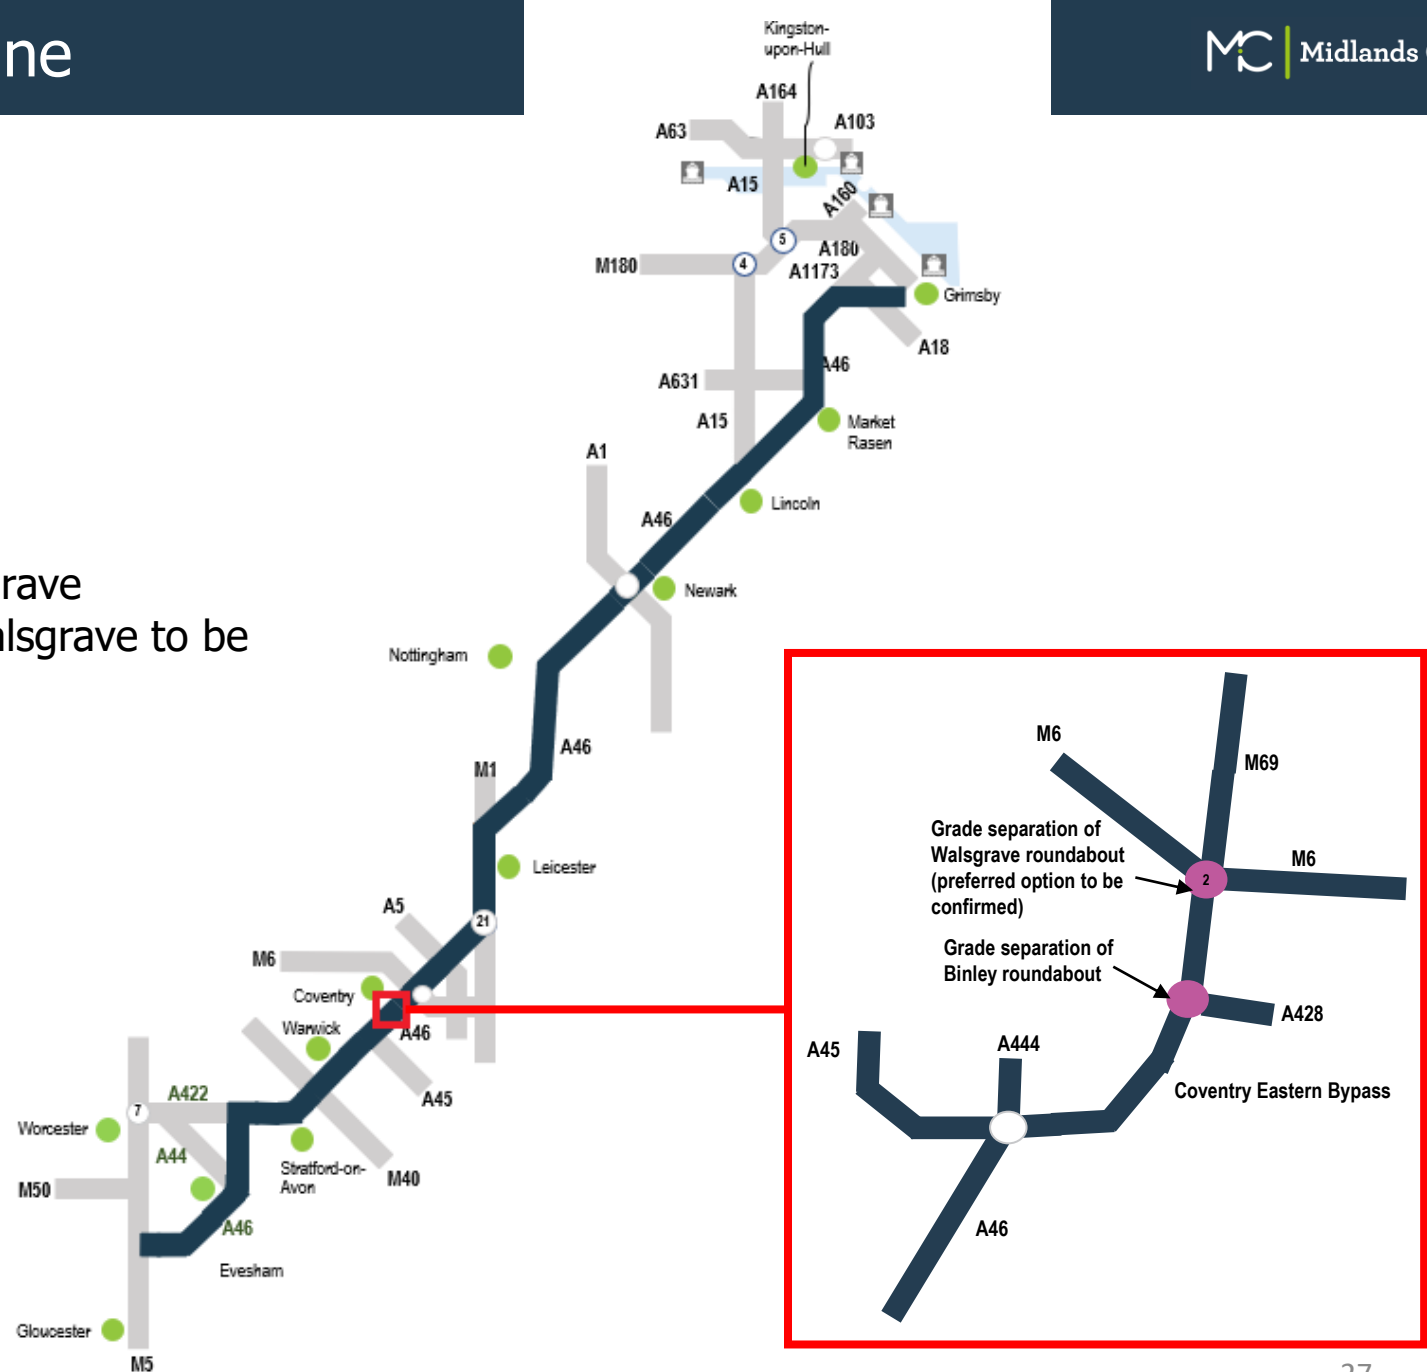 ne
Midlands
Kingston-
upon-Hull
A164
A63
A103
A15
A160
5
A180
M180
4
A1173
Grimsby
A18
A46
A631
A15
Market
Rasen
A1
Lincoln
A46
Newark
rave
alsgrave to be
Nottingham
A46
M1
Leicester
A5
21
M6
Coventry
A46
Warwick
A45
A422
7
Worcester
A44
Stratford-on-
Avon
M40
M50
A46
Evesham
Gloucester
M5
M6
M69
Grade separation of
Walsgrave roundabout
(preferred option to be
confirmed)
M6
2
Grade separation of
Binley roundabout
A428
A45
A444
Coventry Eastern Bypass
A46